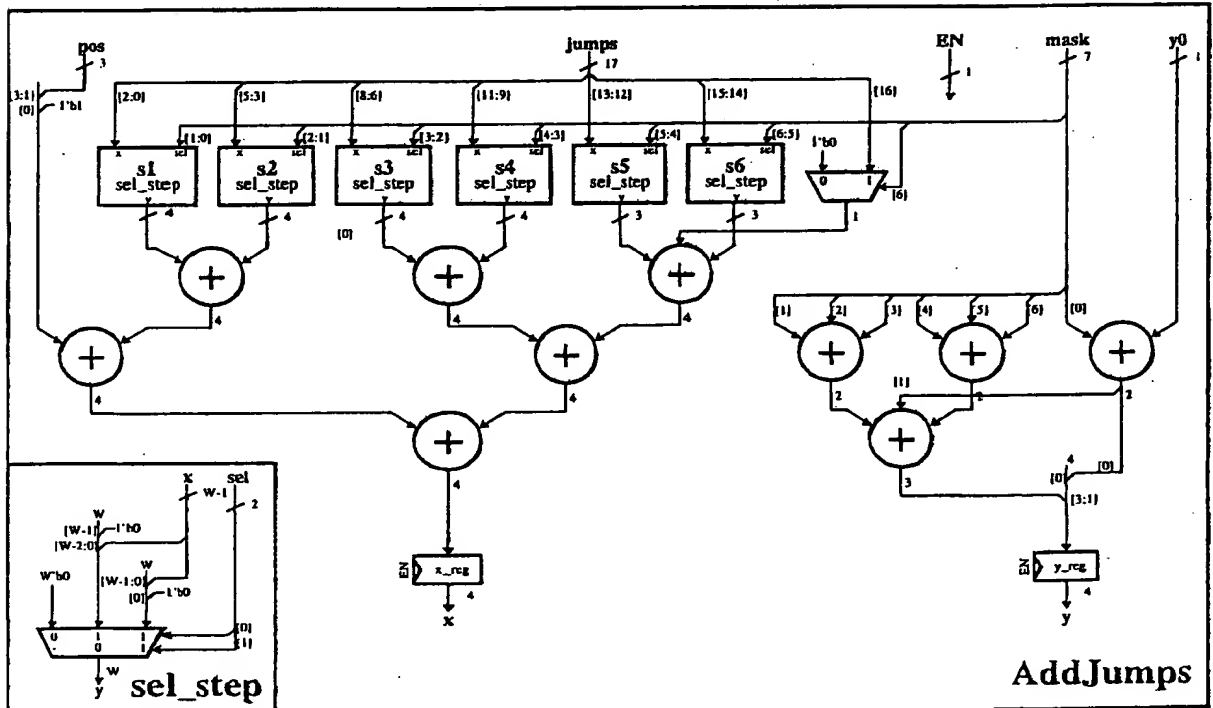 pos jumps EN mask y0
3 17 1 7 1
[3:1] [2:0] [5:3] [8:6] [11:9] [13:12] [15:14] [16]
[0] 1'b1
[1:0] [2:1] [3:2] [4:3] [5:4] [6:5] 1'b0
x sel x sel x sel x sel x sel x sel 0 1
s1 s2 s3 s4 s5 s6
sel_step sel_step sel_step sel_step sel_step sel_step
[6]
4 4 4 4 3 3 1
[0]
+ + +
[1] [2] [3] [4] [5] [6] [0]
4 4 4
+ + + + +
4 4 2 [1] 2 2
+ +
4 3 4 [0] [0]
[3:1]
x sel
W-1 2
W
[W-1] 1'b0
[W-2:0]
W'b0 W
[W-1:0]
[0] 1'b0
0 1 1
- 0 1
[0]
[1]
W
y
sel_step
EN x_reg
4
x
EN y_reg
4
y
AddJumps